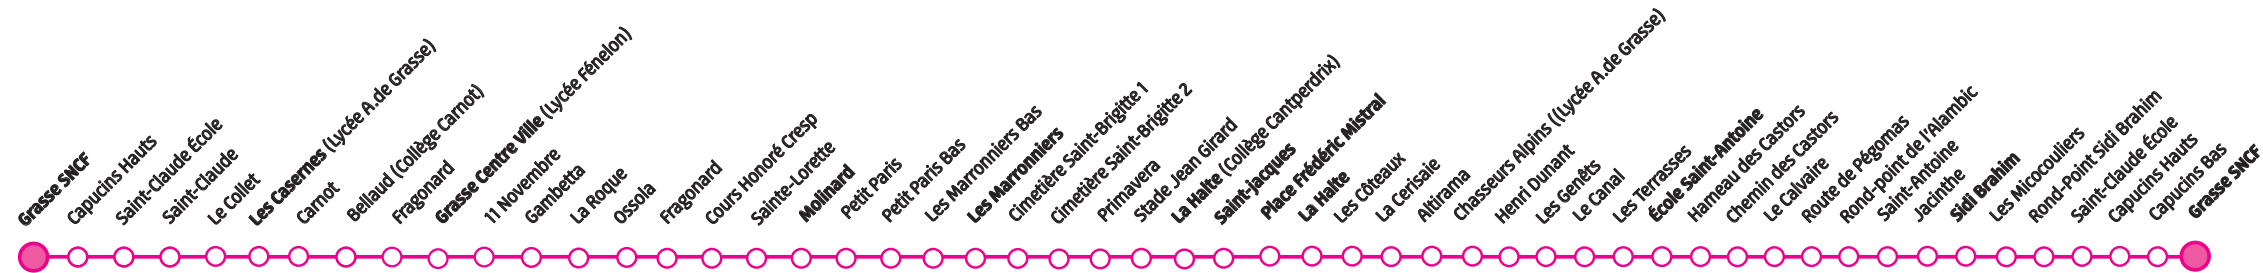 Grasse SNCF
Capucins Hauts
Saint-Claude École
Saint-Claude
Le Collet
Les Casernes (Lycée A.de Grasse)
Carnot
Bellaud (Collège Carnot)
Fragonard
Grasse Centre Ville (Lycée Fénelon)
11 Novembre
Gambetta
La Roque
Ossola
Fragonard
Cours Honoré Cresp
Sainte-Lorette
Molinard
Petit Paris
Petit Paris Bas
Les Marronniers Bas
Les Marronniers
Cimetière Saint-Brigitte 1
Cimetière Saint-Brigitte 2
Primavera
Stade Jean Girard
La Halte (Collège Cantperdrix)
Saint-Jacques
Place Frédéric Mistral
La Halte
Les Côteaux
La Cerisaie
Altirama
Chasseurs Alpins ((Lycée A.de Grasse)
Henri Dunant
Les Genêts
Le Canal
Les Terrasses
École Saint-Antoine
Hameau des Castors
Chemin des Castors
Le Calvaire
Route de Pégomas
Rond-point de l'Alambic
Saint-Antoine
Jacinthe
Sidi Brahim
Les Micocouliers
Rond-Point Sidi Brahim
Saint-Claude École
Capucins Hauts
Capucins Bas
Grasse SNCF